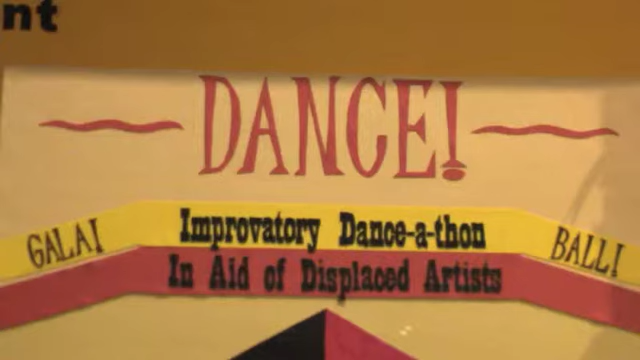 nt
DANCE!
GALA!
Improvatory Dance-a-thon
BALL!
In Aid of Displaced Artists